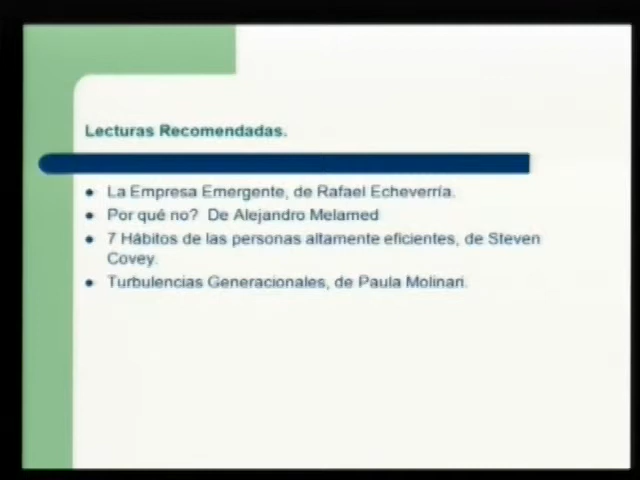 Lecturas Recomendadas.
La Empresa Emergente, de Rafael Echeverría.
Por qué no? De Alejandro Melamed
7 Hábitos de las personas altamente eficientes, de Steven
Covey.
Turbulencias Generacionales, de Paula Molinari.